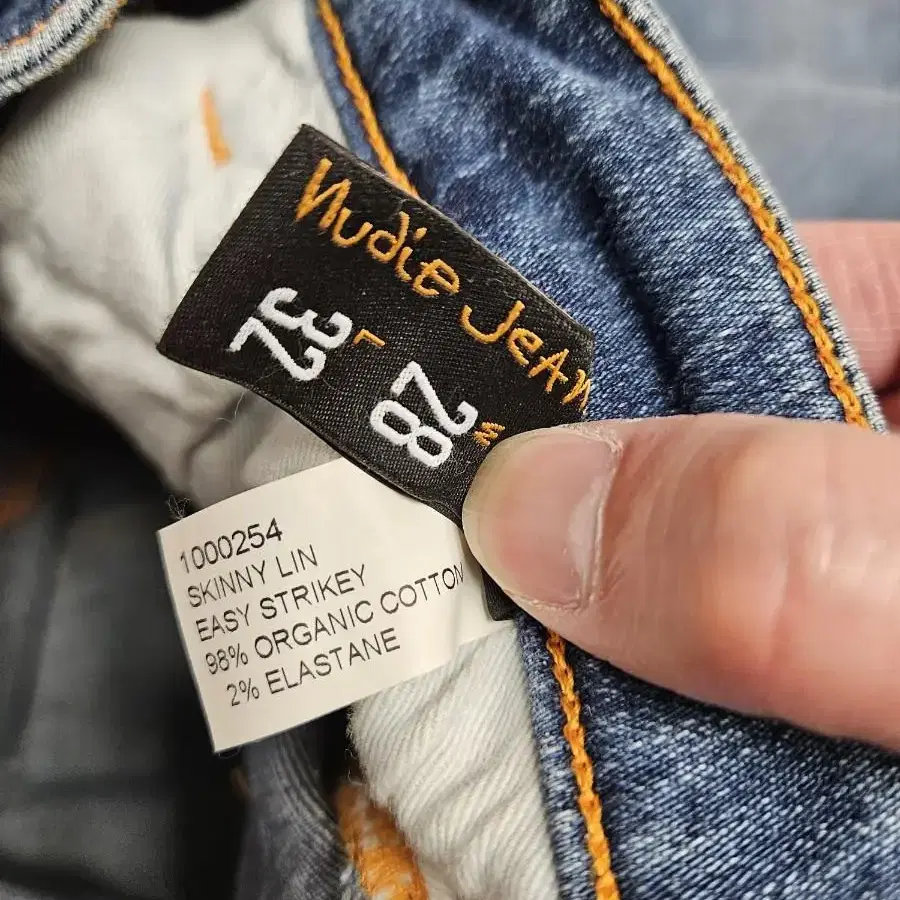 Nudie Jean
W 28
L 32
1000254
SKINNY LIN
EASY STRIKEY
98% ORGANIC COTTON
2% ELASTANE